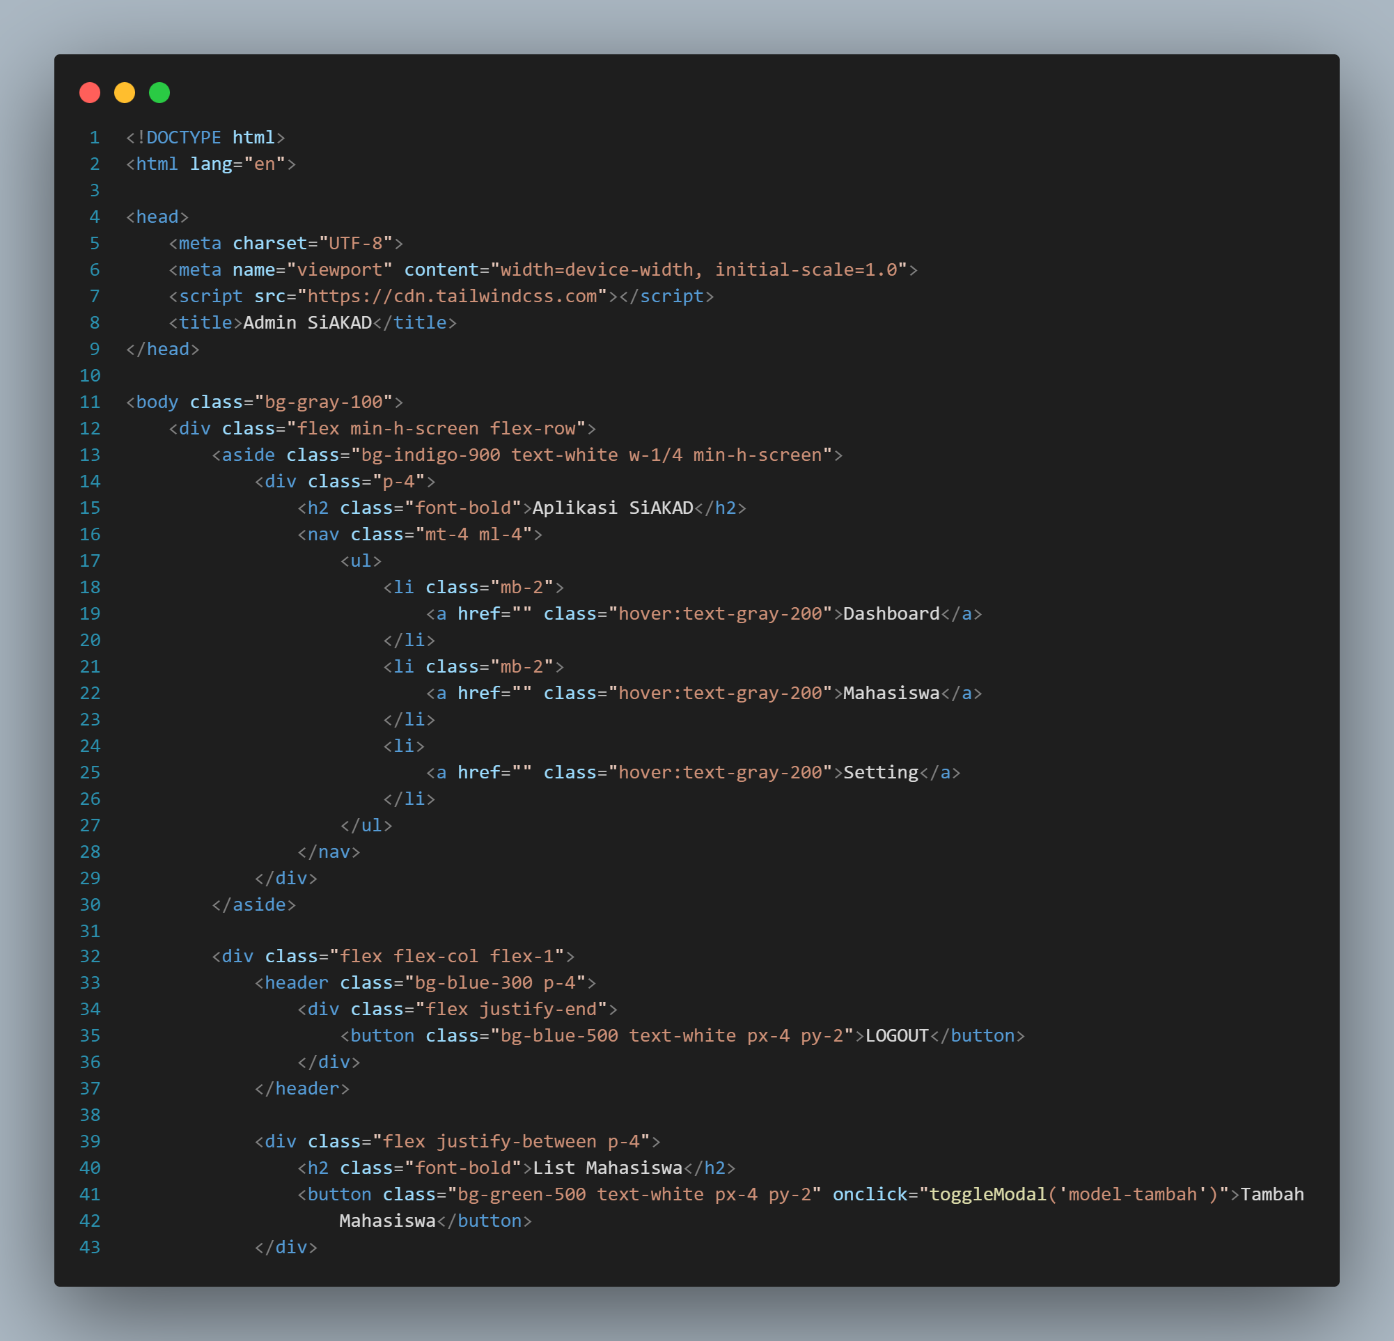 1 <!DOCTYPE html>
2 <html lang="en">
3
4 <head>
5     <meta charset="UTF-8">
6     <meta name="viewport" content="width=device-width, initial-scale=1.0">
7     <script src="https://cdn.tailwindcss.com"></script>
8     <title>Admin SiAKAD</title>
9 </head>
10
11 <body class="bg-gray-100">
12     <div class="flex min-h-screen flex-row">
13         <aside class="bg-indigo-900 text-white w-1/4 min-h-screen">
14             <div class="p-4">
15                 <h2 class="font-bold">Aplikasi SiAKAD</h2>
16                 <nav class="mt-4 ml-4">
17                     <ul>
18                         <li class="mb-2">
19                             <a href="" class="hover:text-gray-200">Dashboard</a>
20                         </li>
21                         <li class="mb-2">
22                             <a href="" class="hover:text-gray-200">Mahasiswa</a>
23                         </li>
24                         <li>
25                             <a href="" class="hover:text-gray-200">Setting</a>
26                         </li>
27                     </ul>
28                 </nav>
29             </div>
30         </aside>
31
32         <div class="flex flex-col flex-1">
33             <header class="bg-blue-300 p-4">
34                 <div class="flex justify-end">
35                     <button class="bg-blue-500 text-white px-4 py-2">LOGOUT</button>
36                 </div>
37             </header>
38
39             <div class="flex justify-between p-4">
40                 <h2 class="font-bold">List Mahasiswa</h2>
41                 <button class="bg-green-500 text-white px-4 py-2" onclick="toggleModal('model-tambah')">Tambah
42                     Mahasiswa</button>
43             </div>